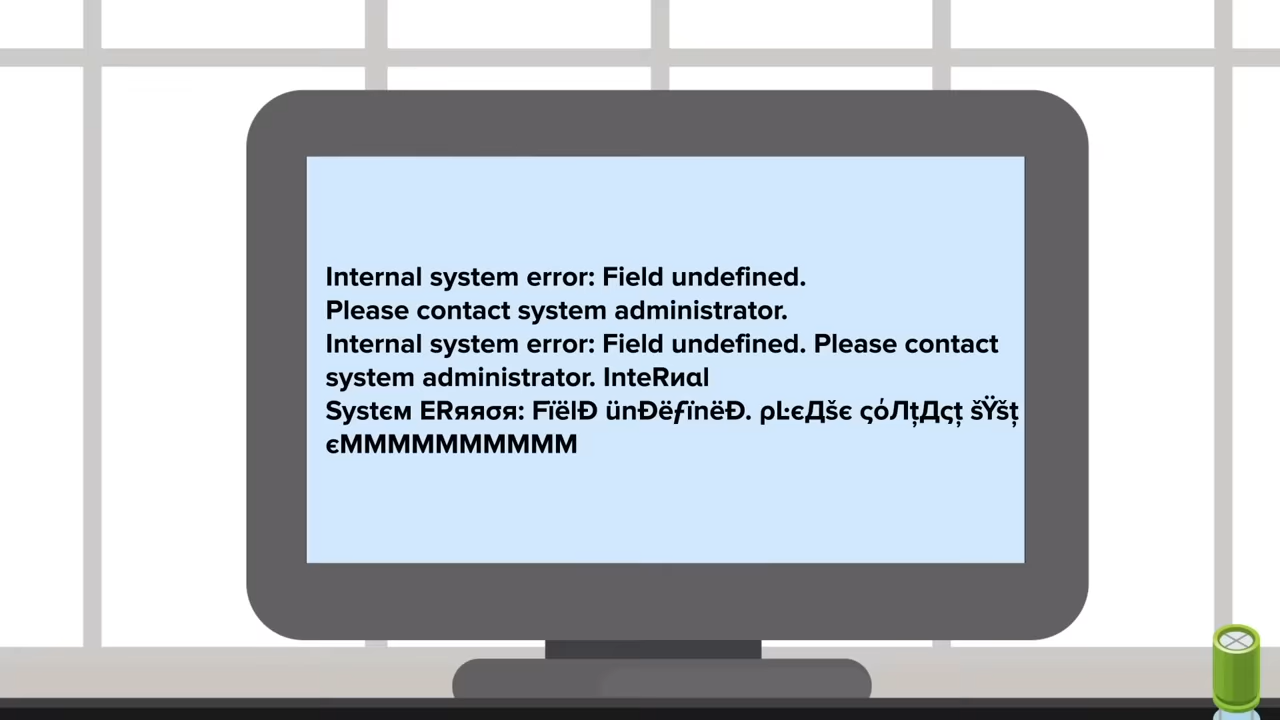 Internal system error: Field undefined.
Please contact system administrator.
Internal system error: Field undefined. Please contact
system administrator. InteRиαl
Systєм ERяяσя: FïëlÐ ünÐëƒïnëÐ. ρĿєДšє ςόЛţДςţ šŸšţ
єMMMMMMMMMM